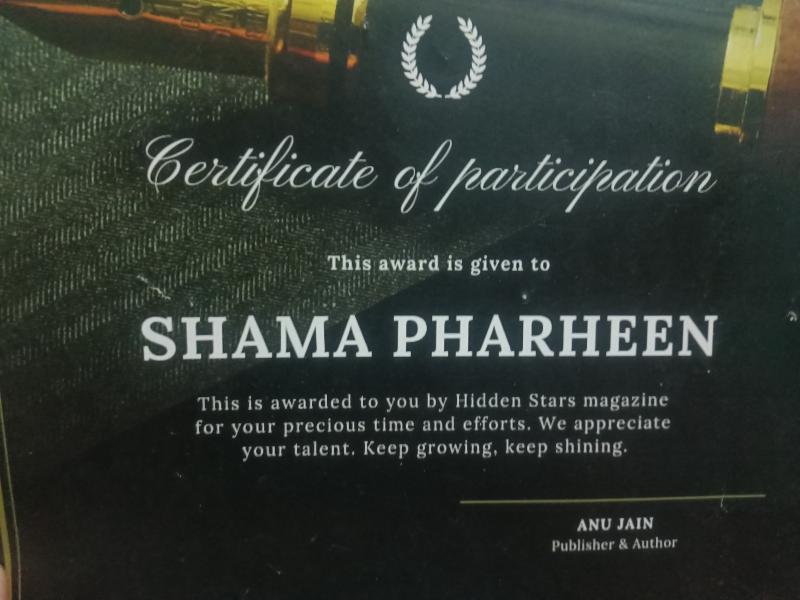 Certificate of participation
This award is given to
SHAMA PHARHEEN
This is awarded to you by Hidden Stars magazine
for your precious time and efforts. We appreciate
your talent. Keep growing, keep shining.
ANU JAIN
Publisher & Author